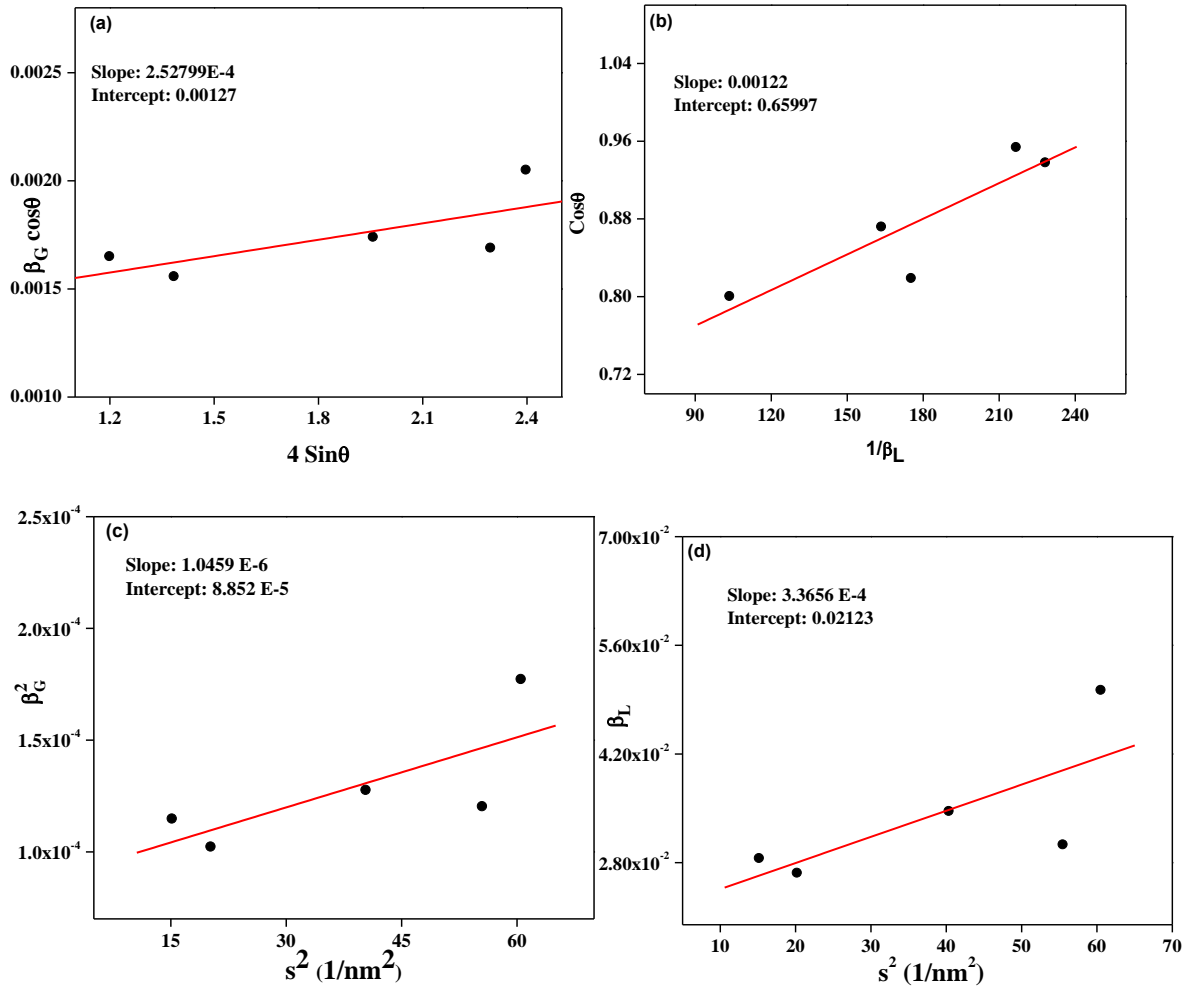 (a)
Slope: 2.52799E-4
Intercept: 0.00127
0.0025
0.0020
0.0015
0.0010
β_G cosθ
1.2 1.5 1.8 2.1 2.4
4 Sinθ
(b)
Slope: 0.00122
Intercept: 0.65997
1.04
0.96
0.88
0.80
0.72
Cosθ
90 120 150 180 210 240
1/β_L
(c)
Slope: 1.0459 E-6
Intercept: 8.852 E-5
2.5x10⁻⁴
2.0x10⁻⁴
1.5x10⁻⁴
1.0x10⁻⁴
β_G²
15 30 45 60
s² (1/nm²)
(d)
Slope: 3.3656 E-4
Intercept: 0.02123
7.00x10⁻²
5.60x10⁻²
4.20x10⁻²
2.80x10⁻²
β_L
10 20 30 40 50 60 70
s² (1/nm²)